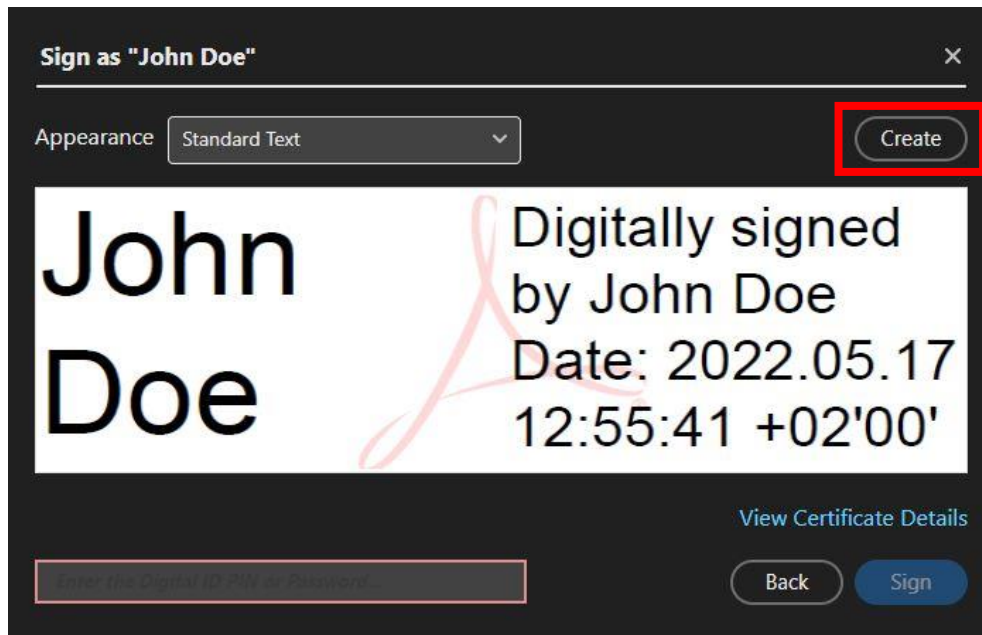 Sign as "John Doe"
Appearance
Standard Text
Create
John
Doe
Digitally signed
by John Doe
Date: 2022.05.17
12:55:41 +02'00'
View Certificate Details
Enter the Digital ID PIN or Password...
Back
Sign